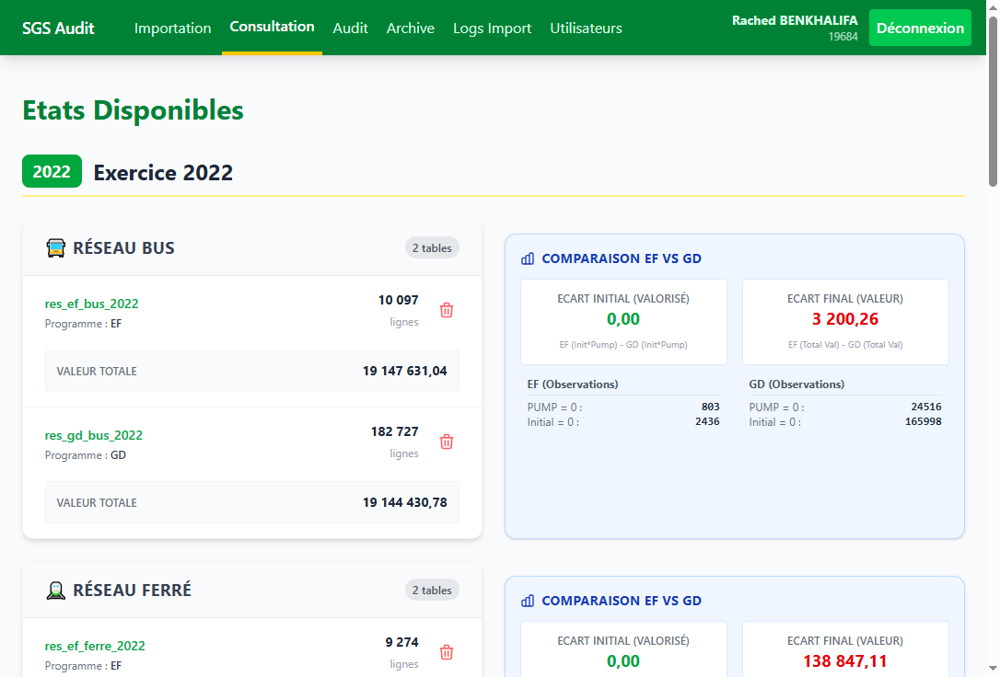 SGS Audit
Importation
Consultation
Audit
Archive
Logs Import
Utilisateurs
Rached BENKHALIFA
19684
Déconnexion
Etats Disponibles
2022 Exercice 2022
RÉSEAU BUS 2 tables
res_ef_bus_2022 10 097
Programme : EF lignes
VALEUR TOTALE 19 147 631,04
res_gd_bus_2022 182 727
Programme : GD lignes
VALEUR TOTALE 19 144 430,78
COMPARAISON EF VS GD
ECART INITIAL (VALORISÉ)
0,00
EF (Init*Pump) - GD (Init*Pump)
ECART FINAL (VALEUR)
3 200,26
EF (Total Val) - GD (Total Val)
EF (Observations)
PUMP = 0 : 803
Initial = 0 : 2436
GD (Observations)
PUMP = 0 : 24516
Initial = 0 : 165998
RÉSEAU FERRÉ 2 tables
res_ef_ferre_2022 9 274
Programme : EF lignes
COMPARAISON EF VS GD
ECART INITIAL (VALORISÉ)
0,00
ECART FINAL (VALEUR)
138 847,11